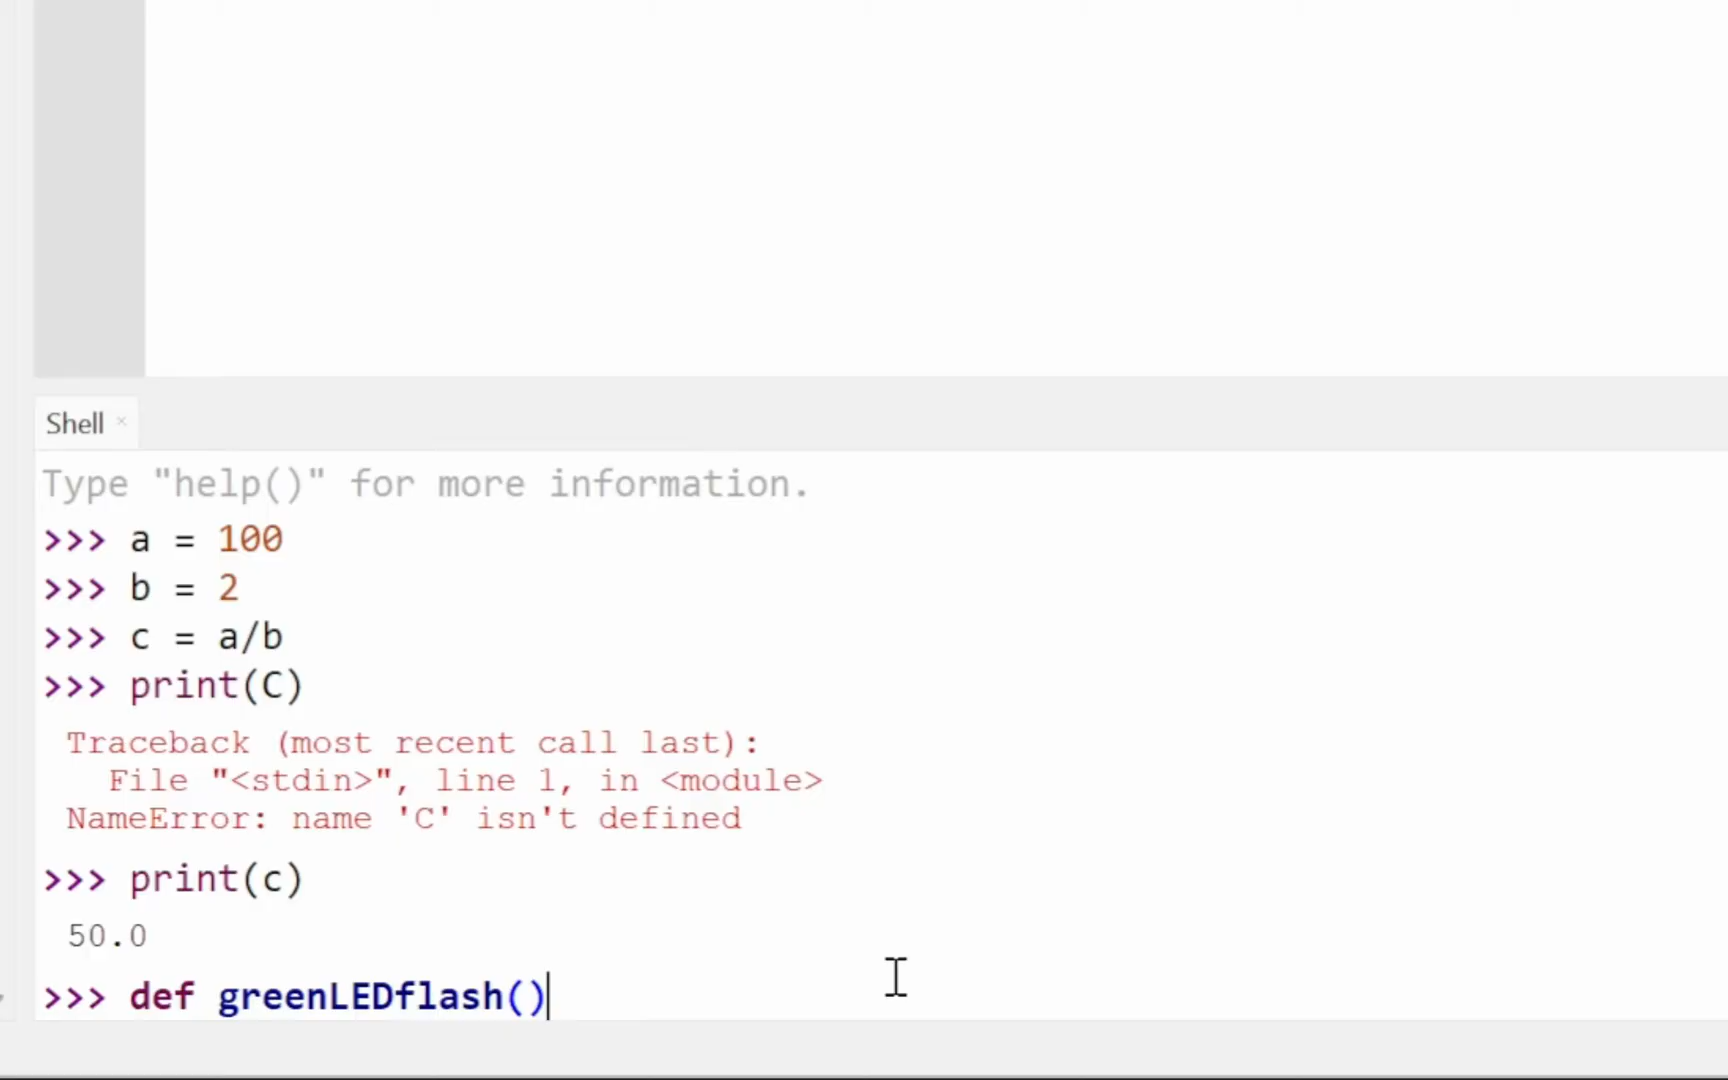 Shell ×
Type "help()" for more information.
>>> a = 100
>>> b = 2
>>> c = a/b
>>> print(C)
Traceback (most recent call last):
  File "<stdin>", line 1, in <module>
NameError: name 'C' isn't defined
>>> print(c)
50.0
>>> def greenLEDflash()